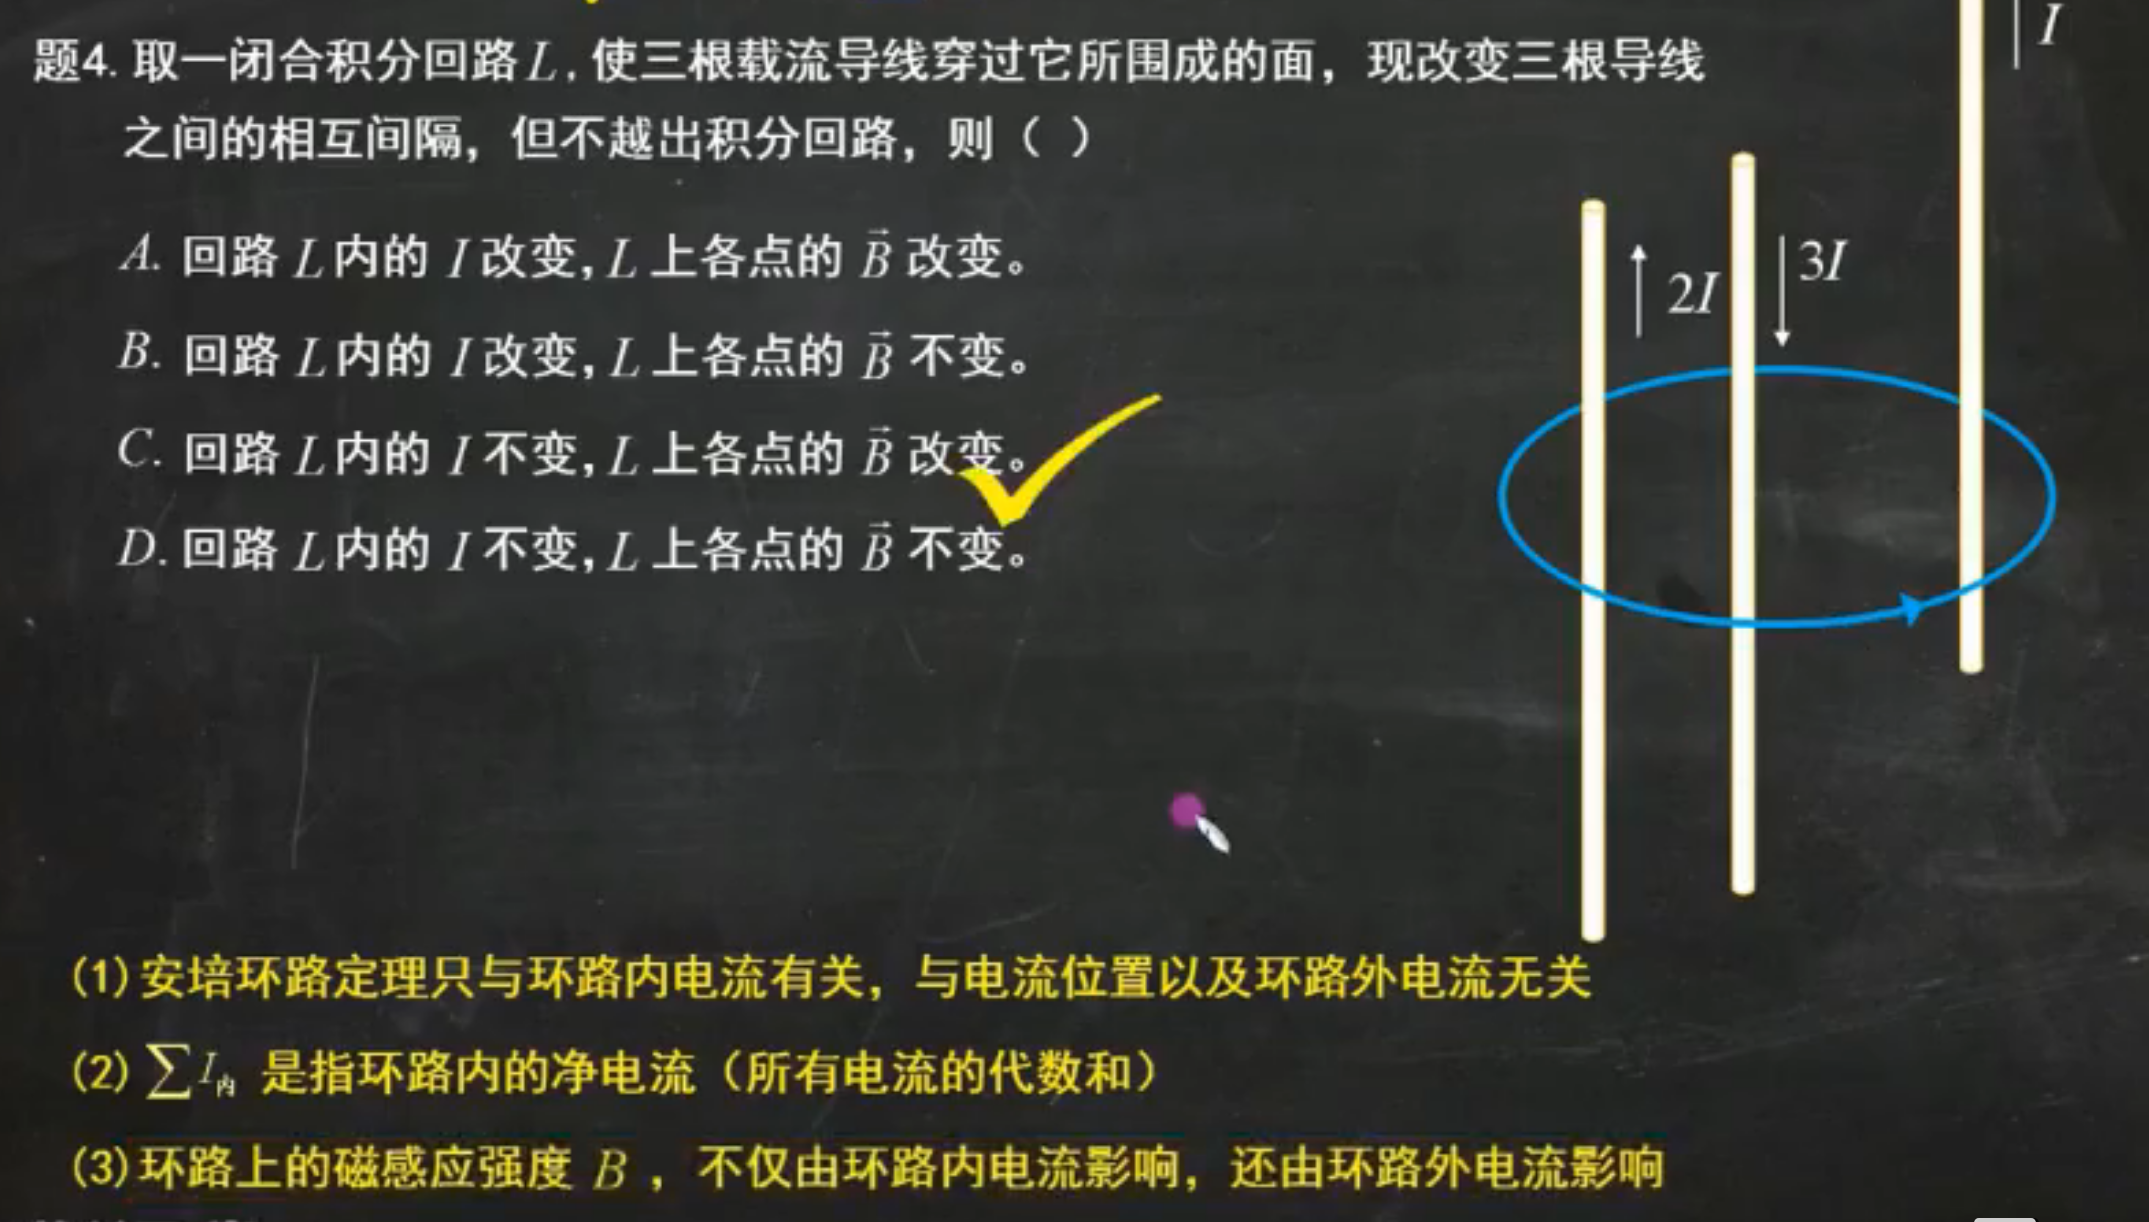 题4. 取一闭合积分回路 L, 使三根载流导线穿过它所围成的面，现改变三根导线
之间的相互间隔，但不越出积分回路，则（ ）
A. 回路 L 内的 I 改变, L 上各点的 B⃗ 改变。
B. 回路 L 内的 I 改变, L 上各点的 B⃗ 不变。
C. 回路 L 内的 I 不变, L 上各点的 B⃗ 改变。
D. 回路 L 内的 I 不变, L 上各点的 B⃗ 不变。
2I
3I
I
(1) 安培环路定理只与环路内电流有关，与电流位置以及环路外电流无关
(2) ∑I内 是指环路内的净电流（所有电流的代数和）
(3) 环路上的磁感应强度 B ，不仅由环路内电流影响，还由环路外电流影响